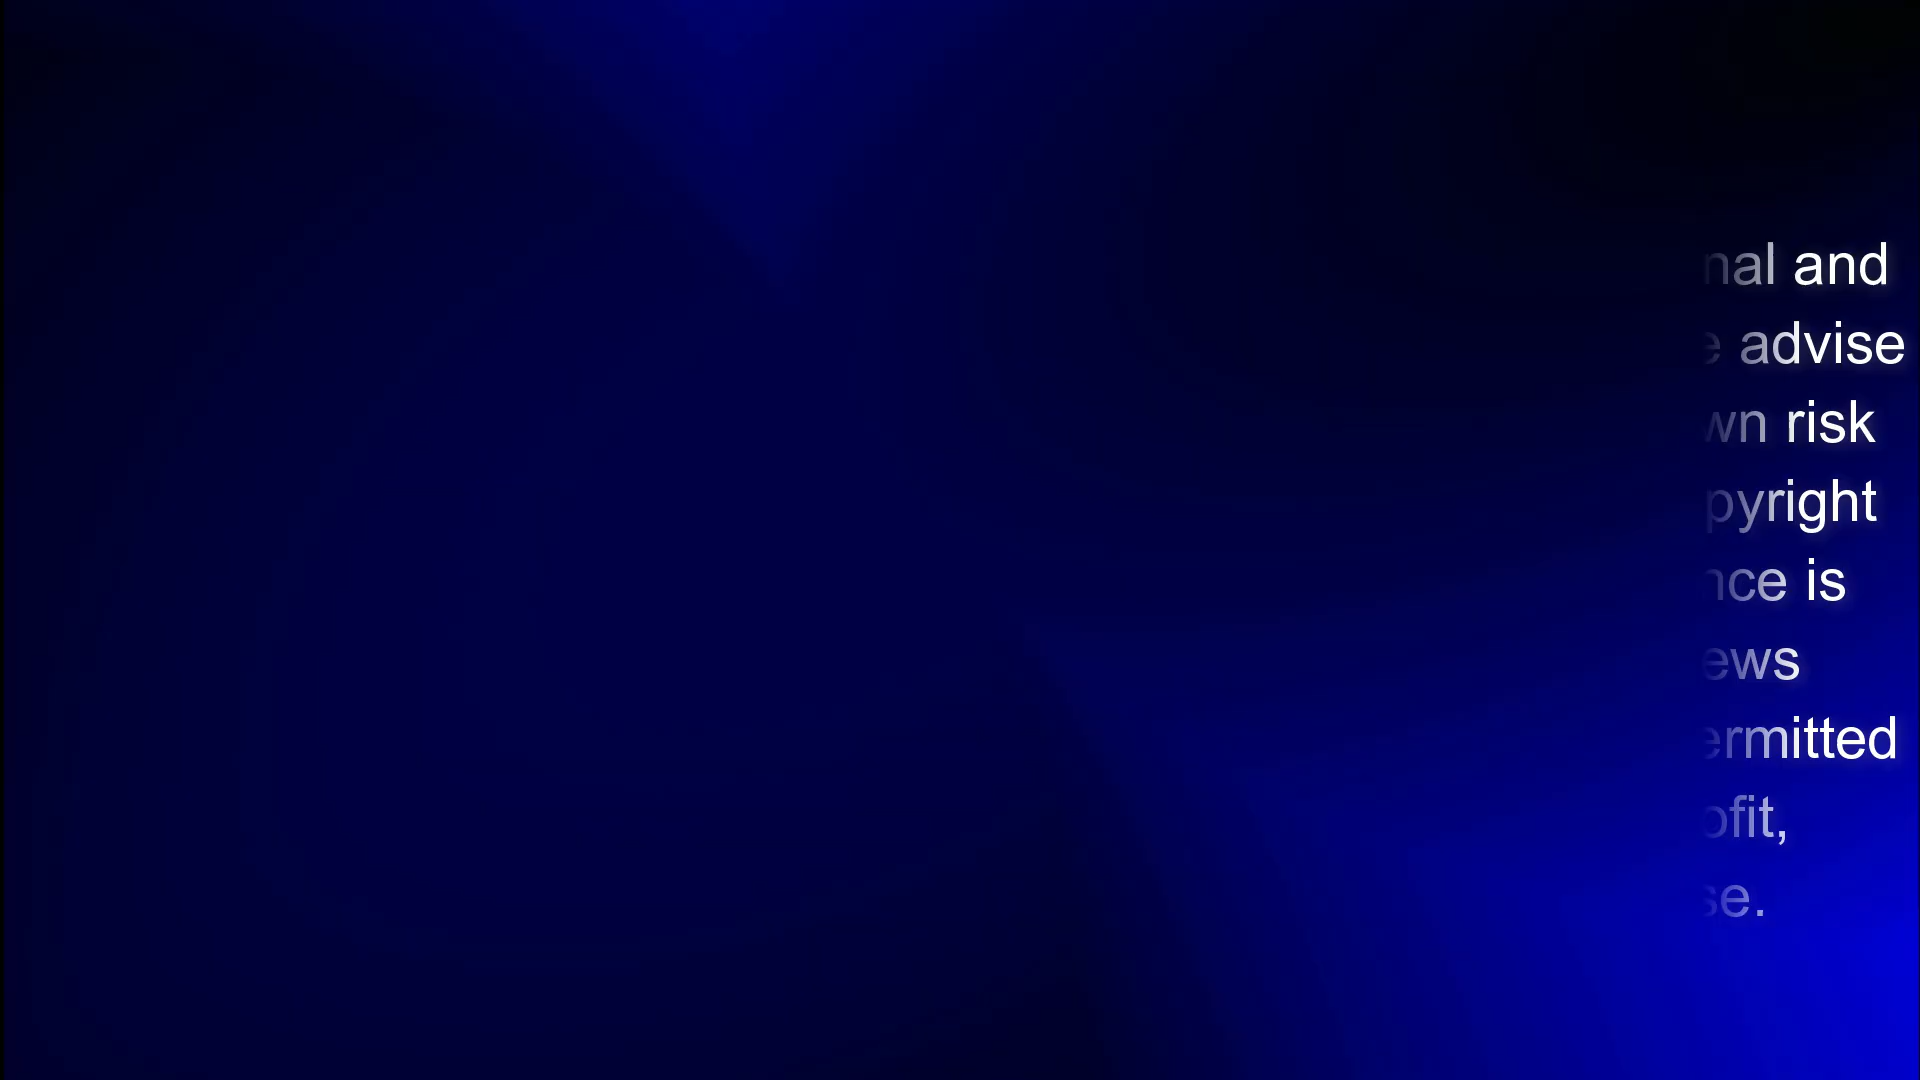 nal and
advise
wn risk
pyright
nce is
ews
ermitted
ofit,
se.